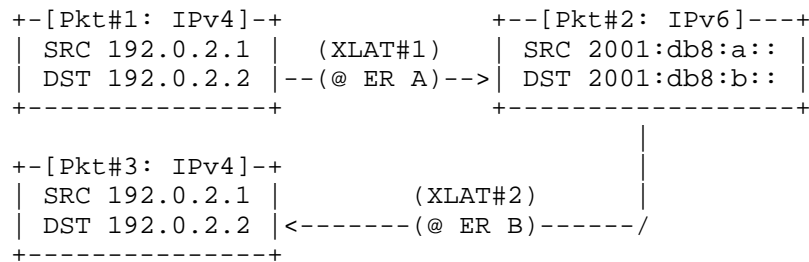 +-[Pkt#1: IPv4]-+               +--[Pkt#2: IPv6]----+
| SRC 192.0.2.1 |  (XLAT#1)     | SRC 2001:db8:a:: |
| DST 192.0.2.2 |--(@ ER A)-->| DST 2001:db8:b:: |
+---------------+               +------------------+
|
+-[Pkt#3: IPv4]-+                        |
| SRC 192.0.2.1 |        (XLAT#2)        |
| DST 192.0.2.2 |<-------(@ ER B)------/
+---------------+